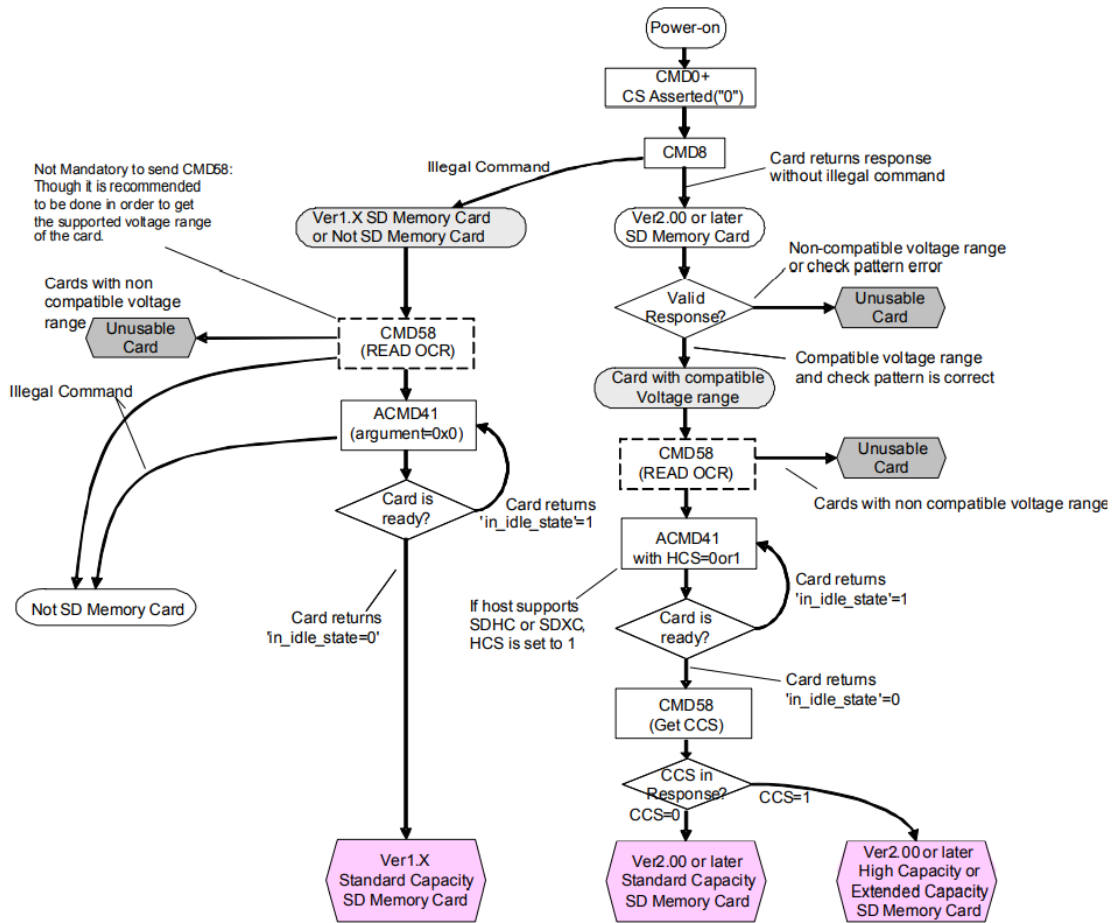 Power-on
CMD0+
CS Asserted("0")
CMD8
Illegal Command
Card returns response
without illegal command
Not Mandatory to send CMD58:
Though it is recommended
to be done in order to get
the supported voltage range
of the card.
Ver1.X SD Memory Card
or Not SD Memory Card
Ver2.00 or later
SD Memory Card
Non-compatible voltage range
or check pattern error
Cards with non
compatible voltage
range
Unusable
Card
CMD58
(READ OCR)
Valid
Response?
Unusable
Card
Compatible voltage range
and check pattern is correct
Card with compatible
Voltage range
Illegal Command
ACMD41
(argument=0x0)
CMD58
(READ OCR)
Unusable
Card
Cards with non compatible voltage range
Card is
ready?
Card returns
'in_idle_state'=1
ACMD41
with HCS=0or1
Card returns
'in_idle_state'=1
If host supports
SDHC or SDXC,
HCS is set to 1
Card is
ready?
Not SD Memory Card
Card returns
'in_idle_state=0'
Card returns
'in_idle_state'=0
CMD58
(Get CCS)
CCS in
Response?
CCS=0
CCS=1
Ver1.X
Standard Capacity
SD Memory Card
Ver2.00 or later
Standard Capacity
SD Memory Card
Ver2.00 or later
High Capacity or
Extended Capacity
SD Memory Card